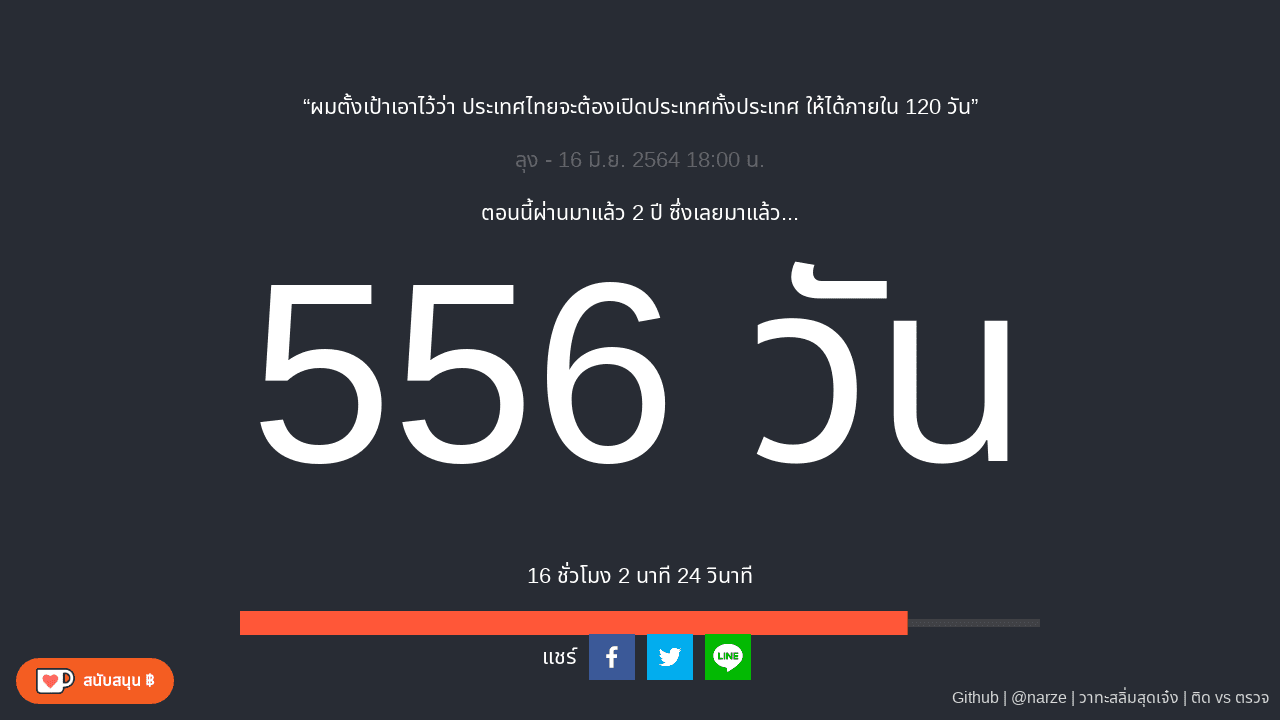 “ผมตั้งเป้าเอาไว้ว่า ประเทศไทยจะต้องเปิดประเทศทั้งประเทศ ให้ได้ภายใน 120 วัน”
ลุง - 16 มิ.ย. 2564 18:00 น.
ตอนนี้ผ่านมาแล้ว 2 ปี ซึ่งเลยมาแล้ว...
556 วัน
16 ชั่วโมง 2 นาที 24 วินาที
แชร์
LINE
สนับสนุน ฿
Github | @narze | วาทะสลิ่มสุดเจ๋ง | ติด vs ตรวจ